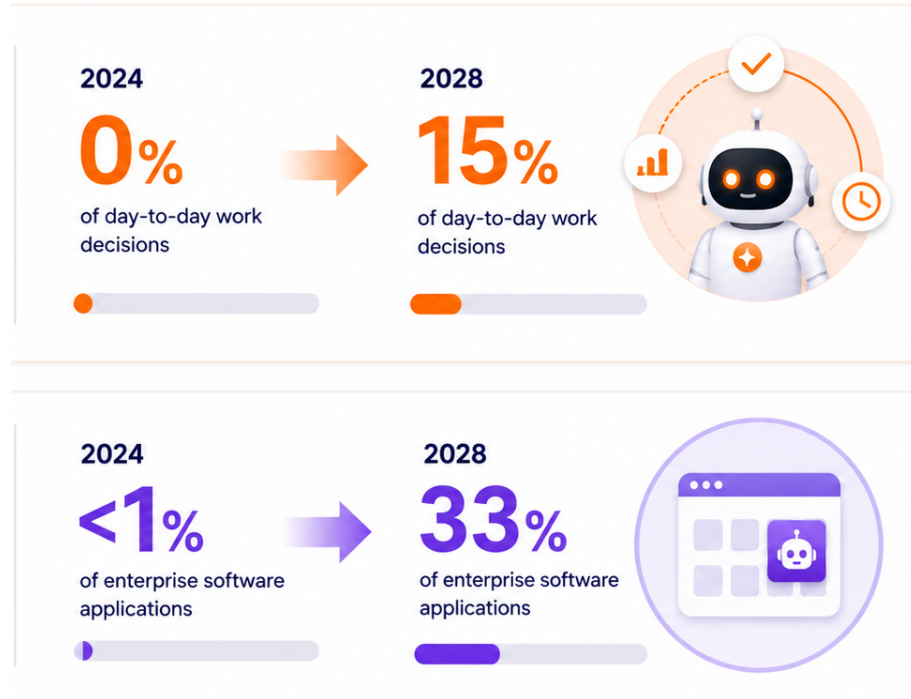 2024
0%
of day-to-day work
decisions
2028
15%
of day-to-day work
decisions
2024
<1%
of enterprise software
applications
2028
33%
of enterprise software
applications